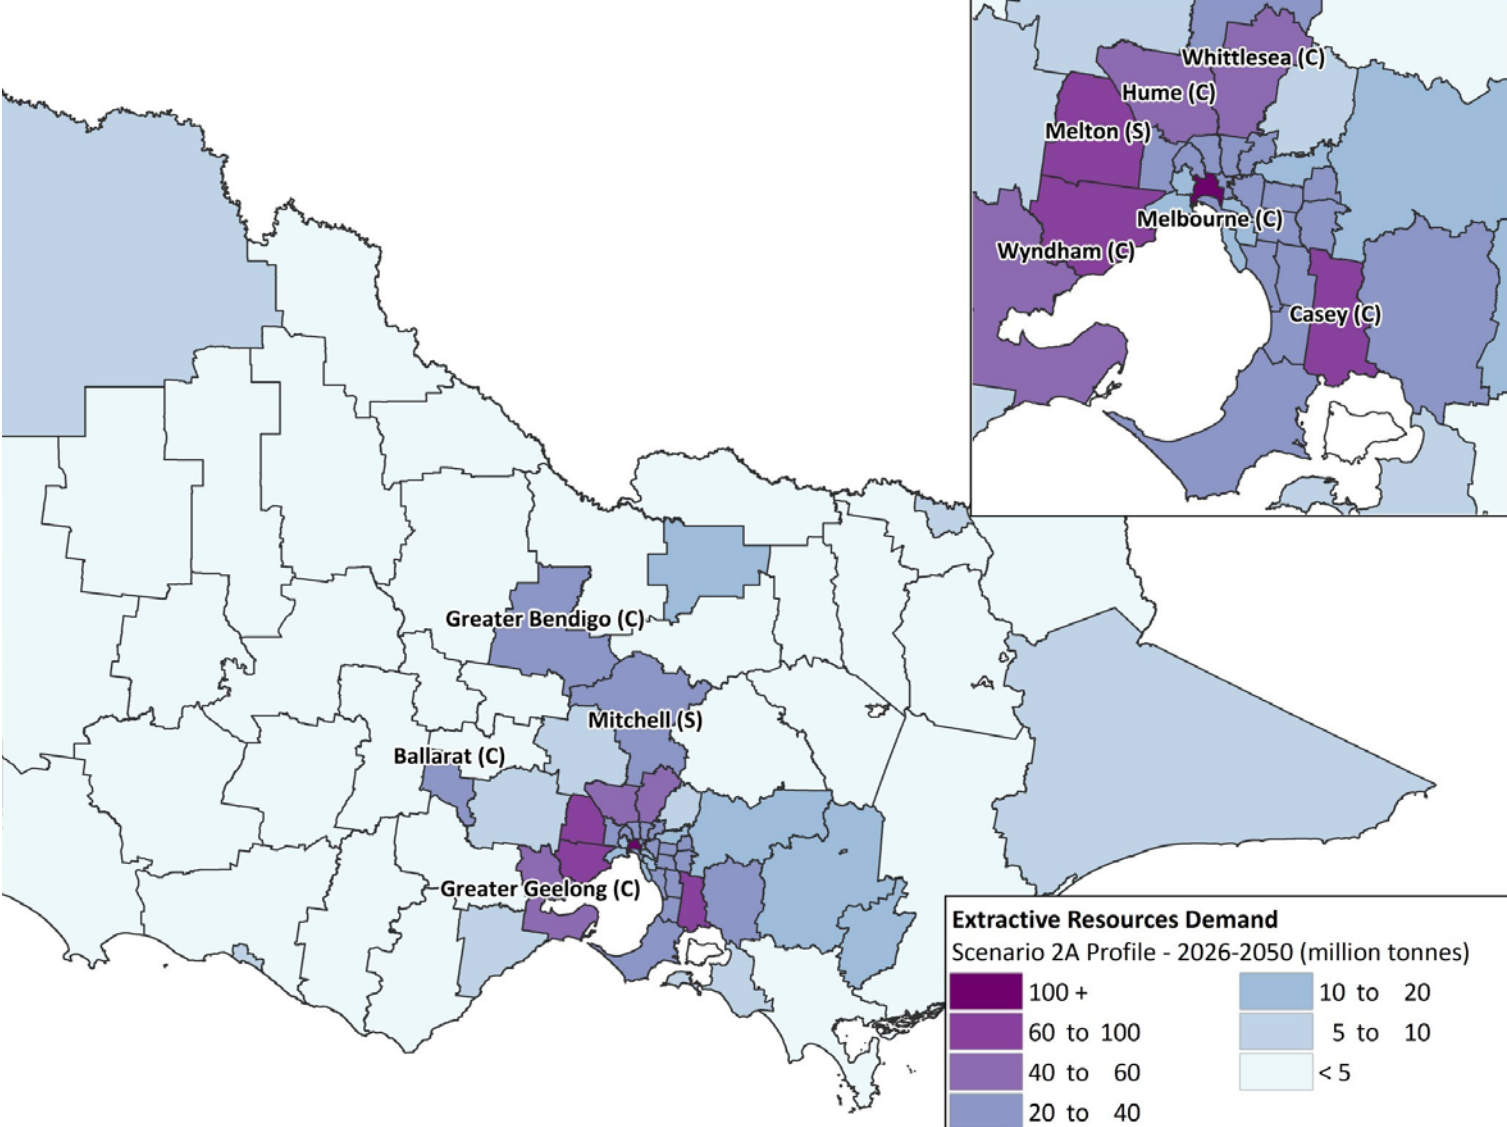 Whittlesea (C)
Hume (C)
Melton (S)
Melbourne (C)
Wyndham (C)
Casey (C)
Greater Bendigo (C)
Mitchell (S)
Ballarat (C)
Greater Geelong (C)
Extractive Resources Demand
Scenario 2A Profile - 2026-2050 (million tonnes)
100 +
60 to 100
40 to 60
20 to 40
10 to 20
5 to 10
< 5